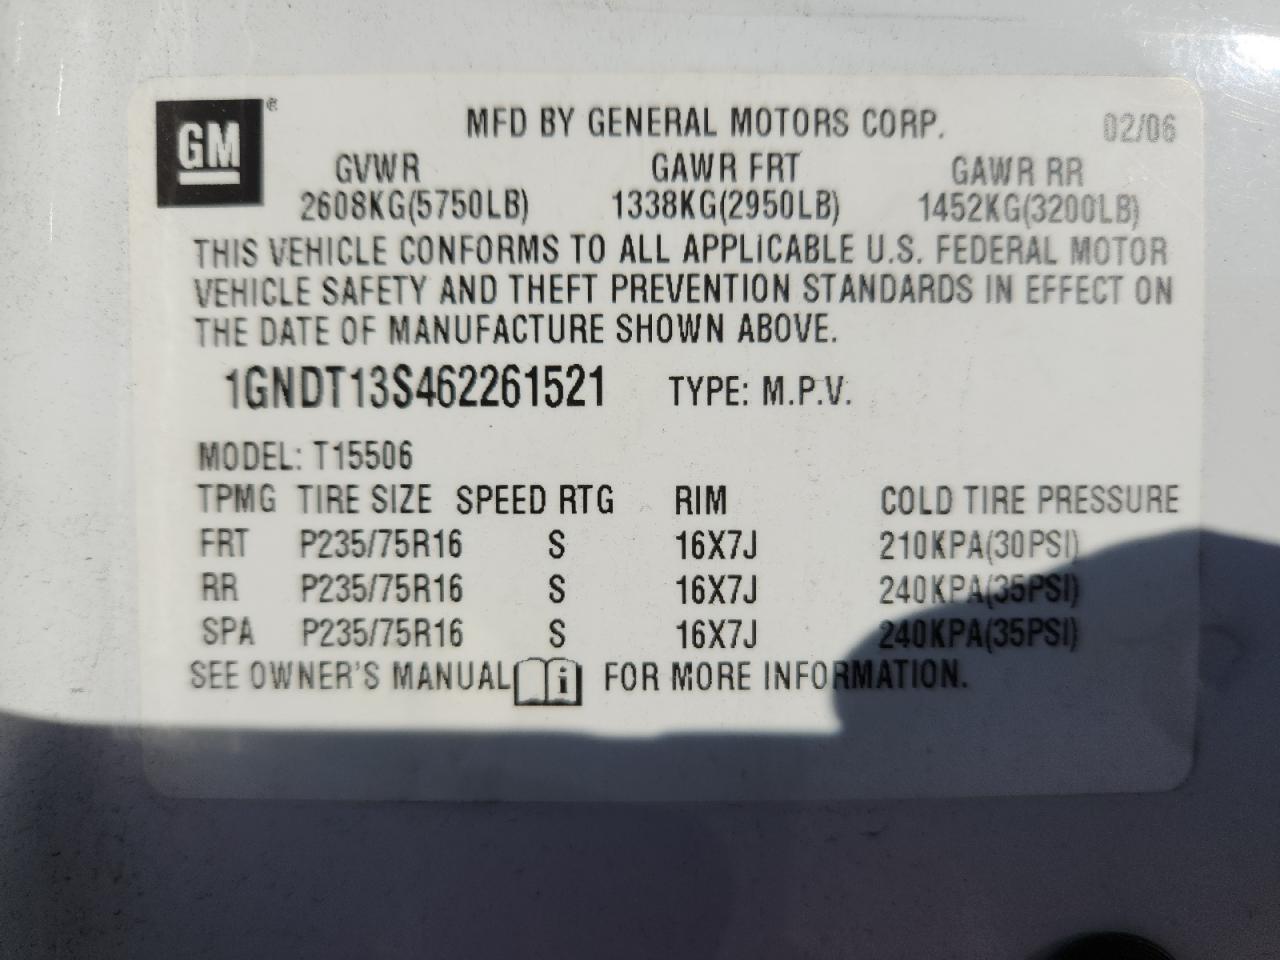 GM ® MFD BY GENERAL MOTORS CORP. 02/06
GVWR GAWR FRT GAWR RR
2608KG(5750LB) 1338KG(2950LB) 1452KG(3200LB)
THIS VEHICLE CONFORMS TO ALL APPLICABLE U.S. FEDERAL MOTOR
VEHICLE SAFETY AND THEFT PREVENTION STANDARDS IN EFFECT ON
THE DATE OF MANUFACTURE SHOWN ABOVE.
1GNDT13S462261521 TYPE: M.P.V.
MODEL: T15506
TPMG TIRE SIZE SPEED RTG RIM COLD TIRE PRESSURE
FRT P235/75R16 S 16X7J 210KPA(30PSI)
RR P235/75R16 S 16X7J 240KPA(35PSI)
SPA P235/75R16 S 16X7J 240KPA(35PSI)
SEE OWNER'S MANUAL i FOR MORE INFORMATION.